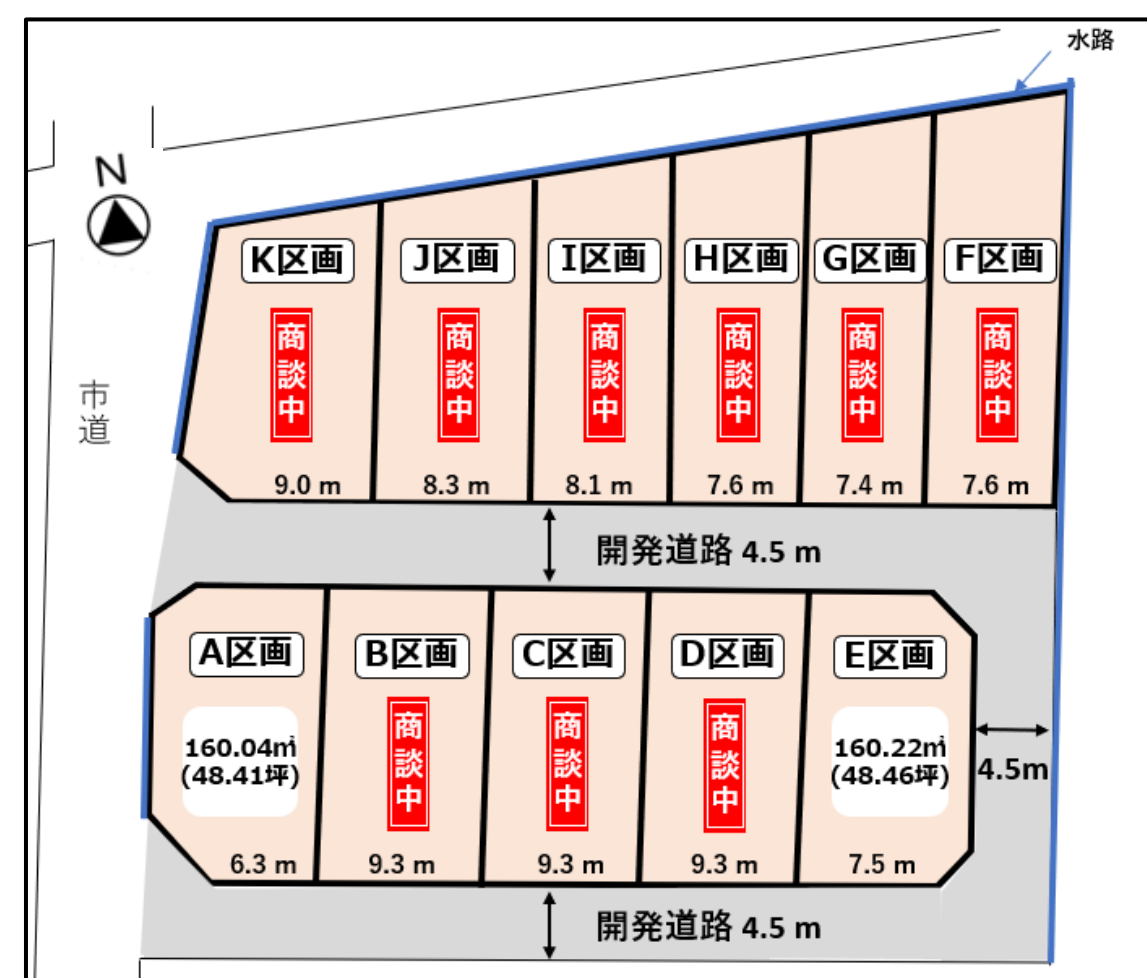 水路
N
K区画
J区画
I区画
H区画
G区画
F区画
商談中
商談中
商談中
商談中
商談中
商談中
市道
9.0 m
8.3 m
8.1 m
7.6 m
7.4 m
7.6 m
開発道路 4.5 m
A区画
B区画
C区画
D区画
E区画
160.04㎡
(48.41坪)
商談中
商談中
商談中
160.22㎡
(48.46坪)
4.5m
6.3 m
9.3 m
9.3 m
9.3 m
7.5 m
開発道路 4.5 m